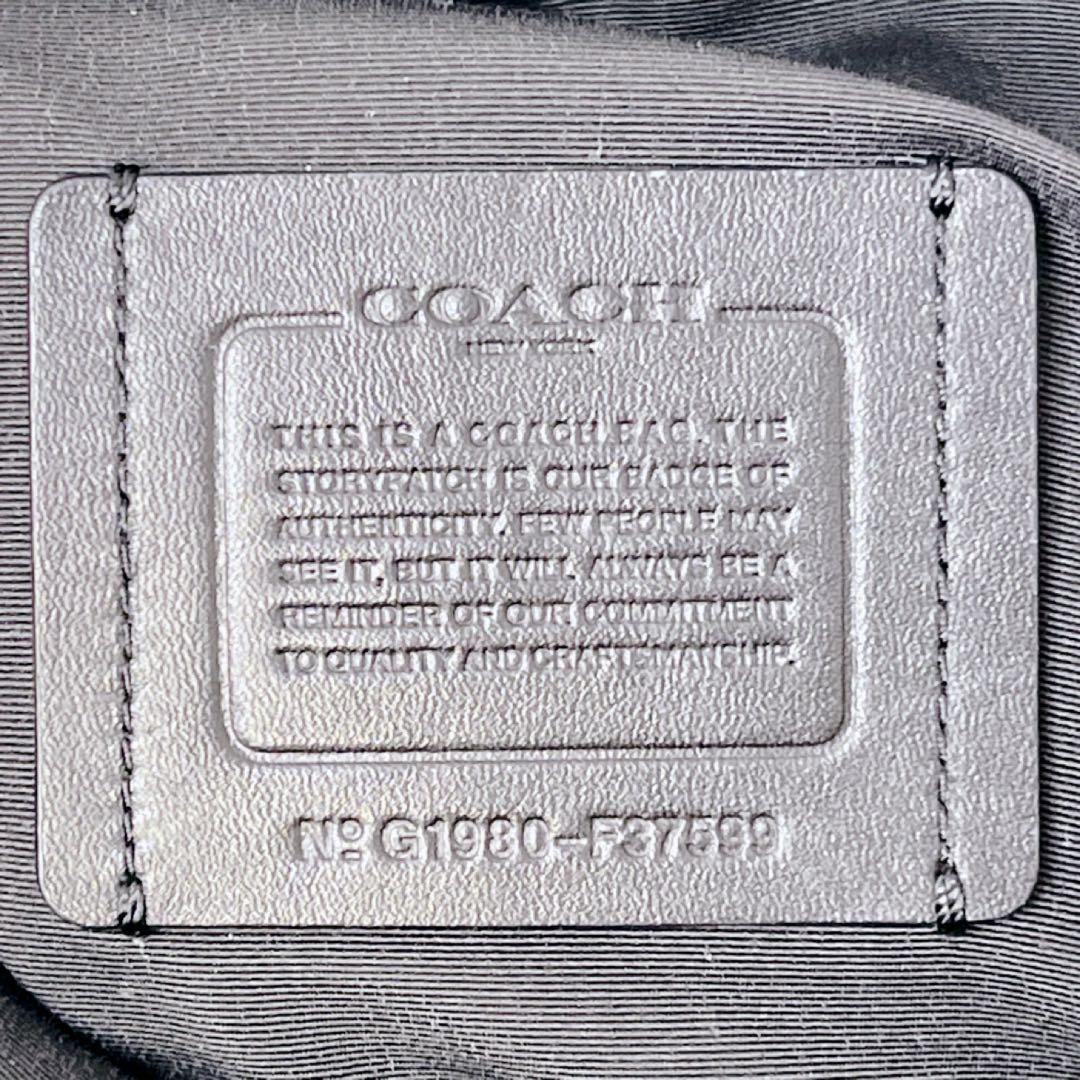 COACH
NEW YORK
THIS IS A COACH BAG. THE
STORYPATCH IS OUR BADGE OF
AUTHENTICITY. FEW PEOPLE MAY
SEE IT, BUT IT WILL ALWAYS BE A
REMINDER OF OUR COMMITMENT
TO QUALITY AND CRAFTSMANSHIP.
Nº G1980-F37599